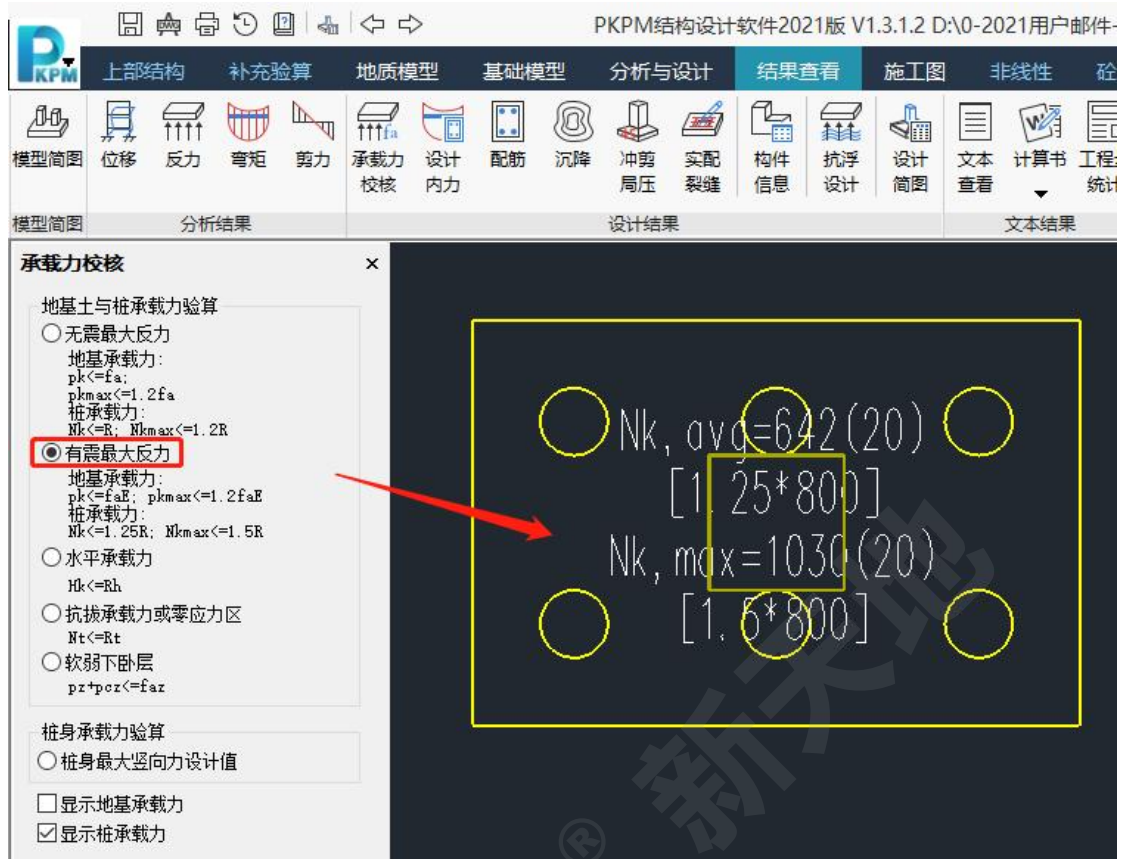 PKPM结构设计软件2021版 V1.3.1.2 D:\0-2021用户邮件-
PKPM
上部结构 补充验算 地质模型 基础模型 分析与设计 结果查看 施工图 非线性 砼
模型简图 位移 反力 弯矩 剪力 承载力校核 设计内力 配筋 沉降 冲剪局压 实配裂缝 构件信息 抗浮设计 设计简图 文本查看 计算书
模型简图 分析结果 设计结果 文本结果
承载力校核 ×
地基土与桩承载力验算
无震最大反力
地基承载力:
pk<=fa;
pkmax<=1.2fa
桩承载力:
Nk<=R; Nkmax<=1.2R
有震最大反力
地基承载力:
pk<=faE; pkmax<=1.2faE
桩承载力:
Nk<=1.25R; Nkmax<=1.5R
水平承载力
Hk<=Rh
抗拔承载力或零应力区
Nt<=Rt
软弱下卧层
pz+pcz<=faz
桩身承载力验算
桩身最大竖向力设计值
显示地基承载力
显示桩承载力
Nk, avg=642(20)
[1.25*800]
Nk, max=1030(20)
[1.5*800]
新天地
®